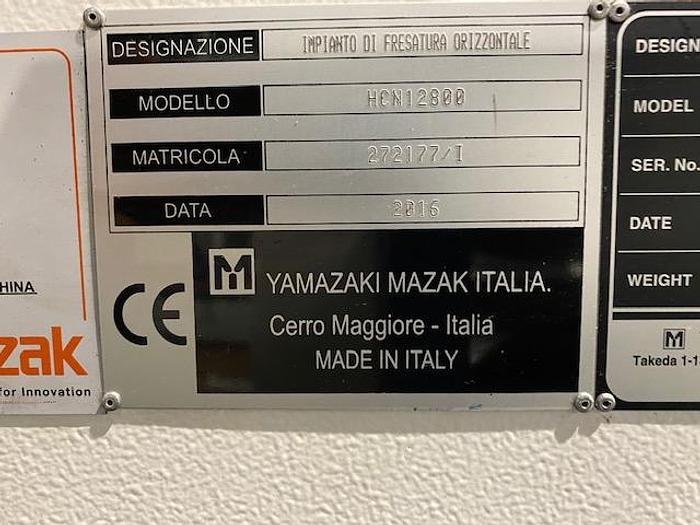 DESIGNAZIONE IMPIANTO DI FRESATURA ORIZZONTALE
MODELLO HCN12800
MATRICOLA 272177/I
DATA 2016
CE
M YAMAZAKI MAZAK ITALIA.
Cerro Maggiore - Italia
MADE IN ITALY
HINA
zak
for Innovation
DESIGN
MODEL
SER. No.
DATE
WEIGHT
M
Takeda 1-1